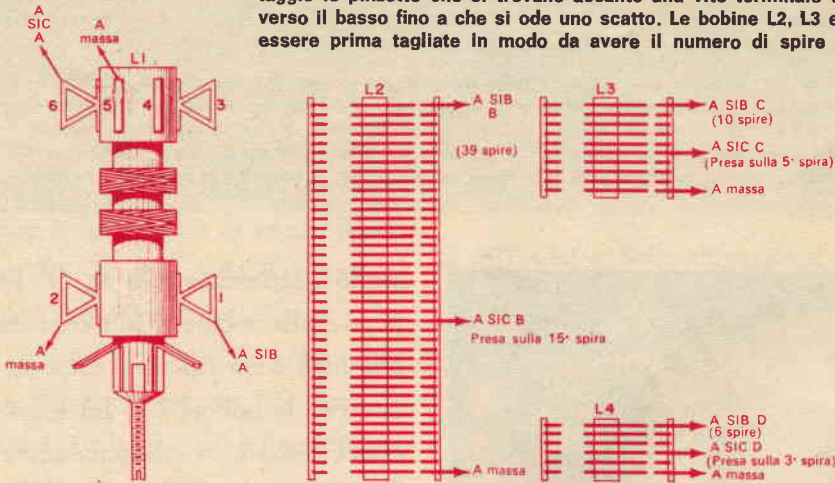 taggio le pinzette che si trovano accanto alla vite terminale
verso il basso fino a che si ode uno scatto. Le bobine L2, L3 e
essere prima tagliate in modo da avere il numero di spire
A
SIC
A
A
massa
L1
6
5
4
3
2
1
A
massa
A SIB
A
L2
A SIB
B
(39 spire)
A SIC B
Presa sulla 15ª spira
A massa
L3
A SIB C
(10 spire)
A SIC C
(Presa sulla 5ª spira)
A massa
L4
A SIB D
(6 spire)
A SIC D
(Presa sulla 3ª spira)
A massa